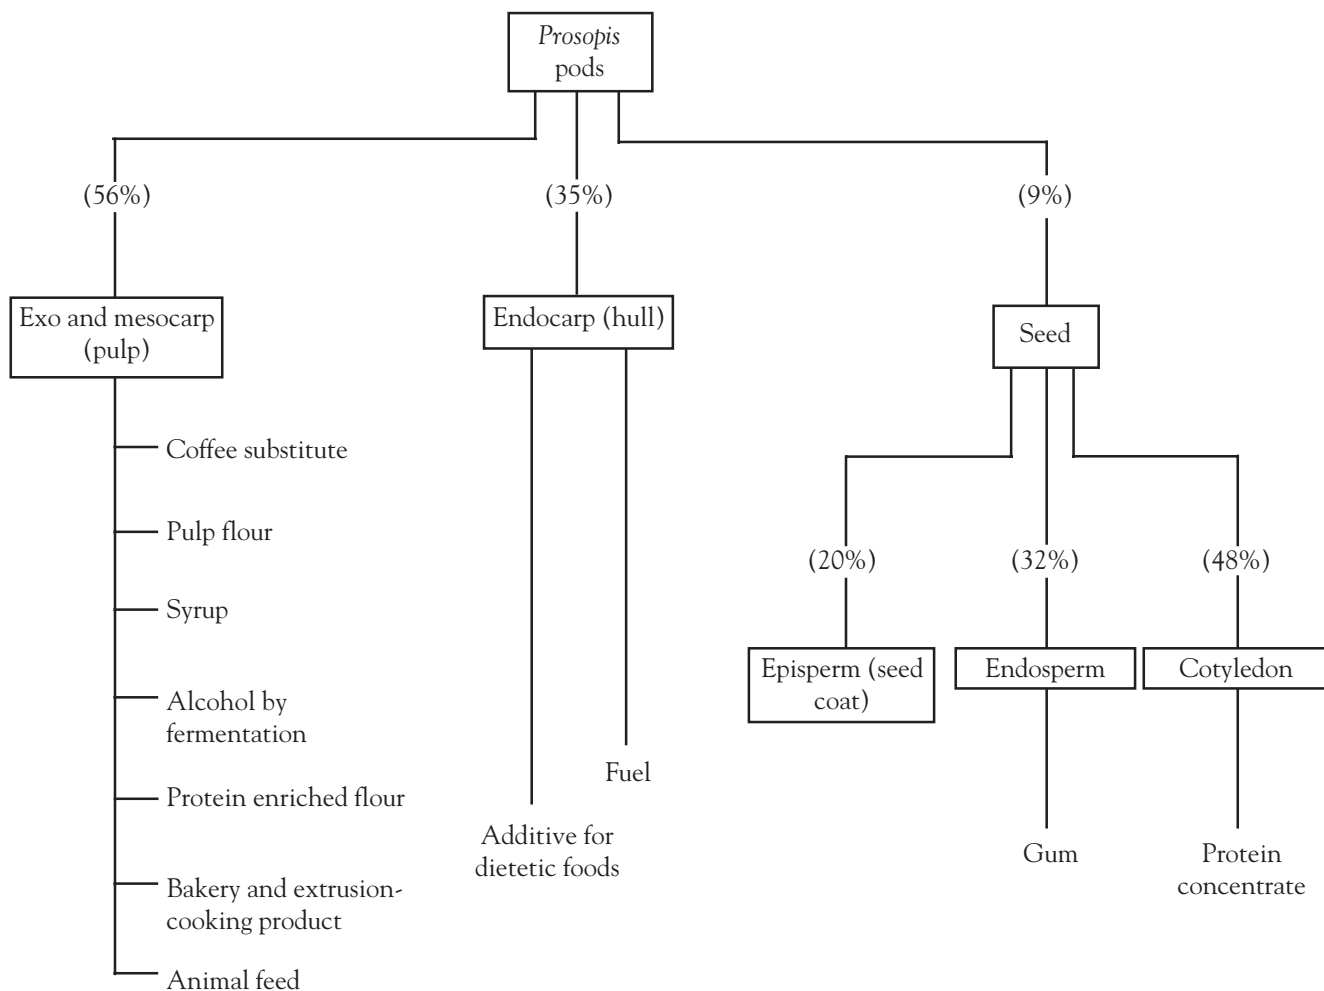 Prosopis
pods
(56%)
(35%)
(9%)
Exo and mesocarp
(pulp)
Endocarp (hull)
Seed
Coffee substitute
Pulp flour
Syrup
Alcohol by
fermentation
Protein enriched flour
Bakery and extrusion-
cooking product
Animal feed
Additive for
dietetic foods
Fuel
(20%)
(32%)
(48%)
Episperm (seed
coat)
Endosperm
Cotyledon
Gum
Protein
concentrate